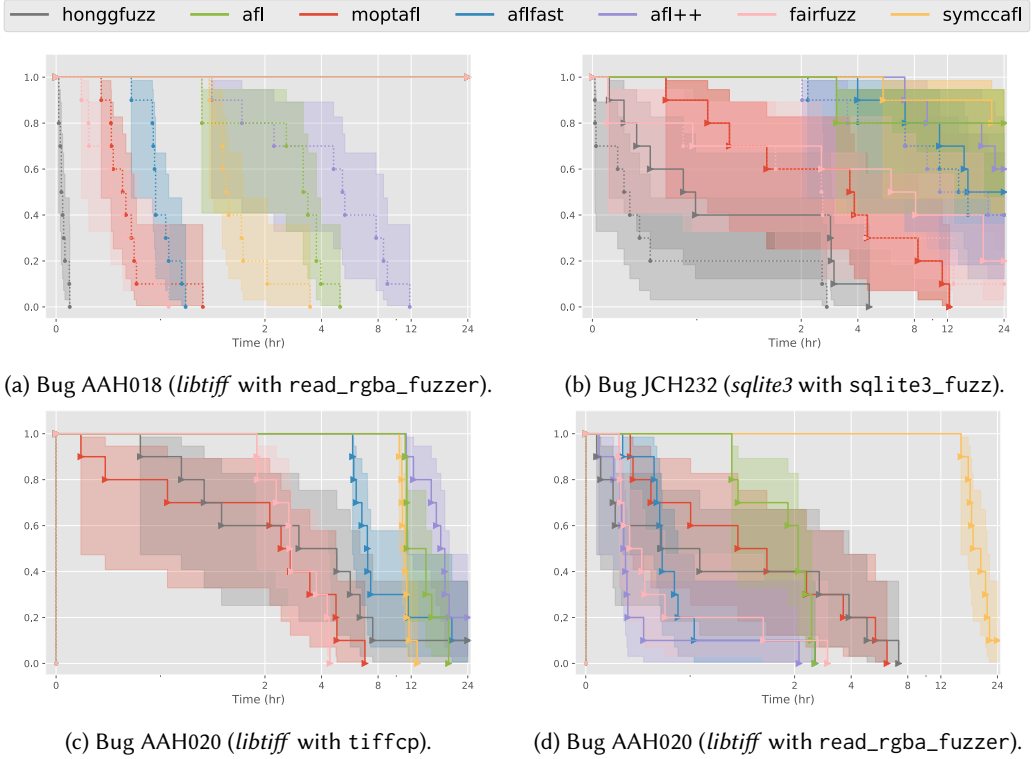 honggfuzz afl moptafl aflfast afl++ fairfuzz symccafl
1.0
0.8
0.6
0.4
0.2
0.0
0 2 4 8 12 24
Time (hr)
(a) Bug AAH018 (libtiff with read_rgba_fuzzer).
1.0
0.8
0.6
0.4
0.2
0.0
0 2 4 8 12 24
Time (hr)
(b) Bug JCH232 (sqlite3 with sqlite3_fuzz).
1.0
0.8
0.6
0.4
0.2
0.0
0 2 4 8 12 24
Time (hr)
(c) Bug AAH020 (libtiff with tiffcp).
1.0
0.8
0.6
0.4
0.2
0.0
0 2 4 8 12 24
Time (hr)
(d) Bug AAH020 (libtiff with read_rgba_fuzzer).